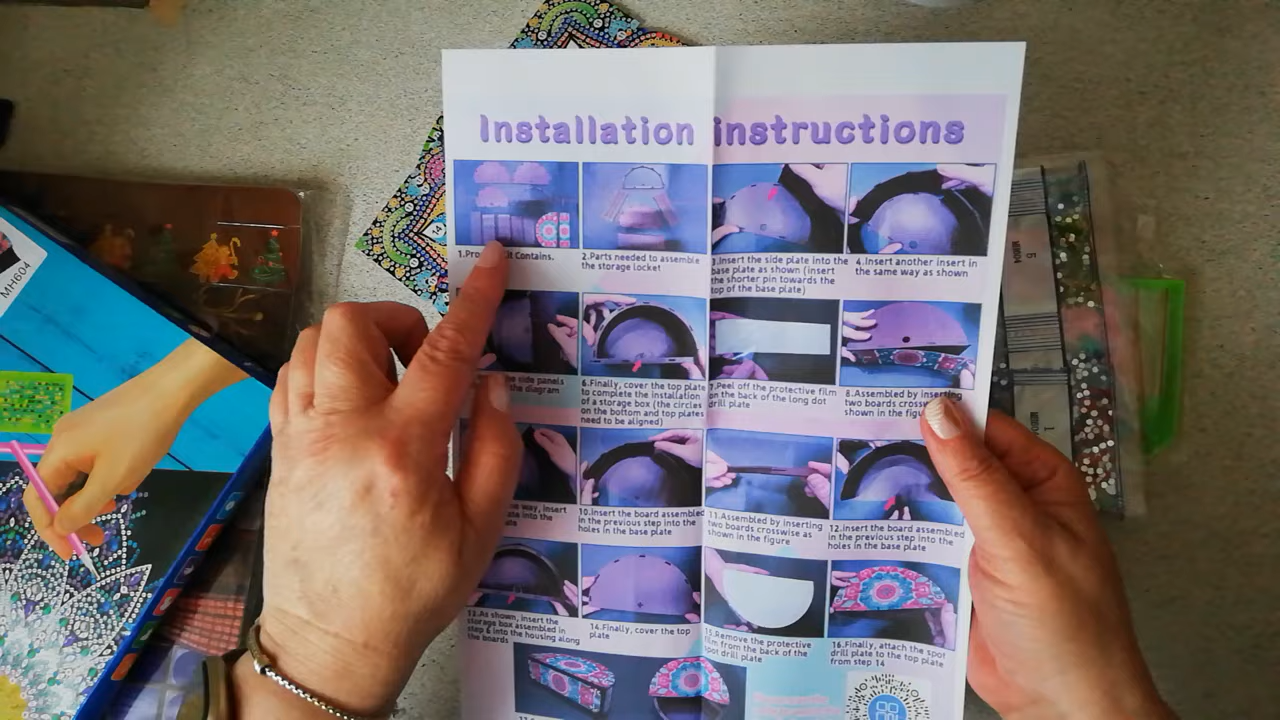 Installation instructions
1.Pro it Contains.
2.Parts needed to assemble
the storage locket
3.Insert the side plate into the
base plate as shown (insert
the shorter pin towards the
top of the base plate)
4.Insert another insert in
the same way as shown
side panels
the diagram
6.Finally, cover the top plate
to complete the installation
of a storage box (the circles
on the bottom and top plates
need to be aligned)
7.Peel off the protective film
on the back of the long dot
drill plate
8.Assembled by inserting
two boards crosswise
shown in the
way, insert
into the
10.Insert the board assembled
in the previous step into the
holes in the base plate
11.Assembled by inserting
two boards crosswise as
shown in the figure
12.Insert the board assembled
in the previous step into the
holes in the base plate
13.As shown, insert the
storage box assembled in
step 6 into the housing along
the boards
14.Finally, cover the top
plate
15.Remove the protective
film from the back of the
spot drill plate
16.Finally, attach the spot
drill plate to the top plate
from step 14
MH604
14
5
1